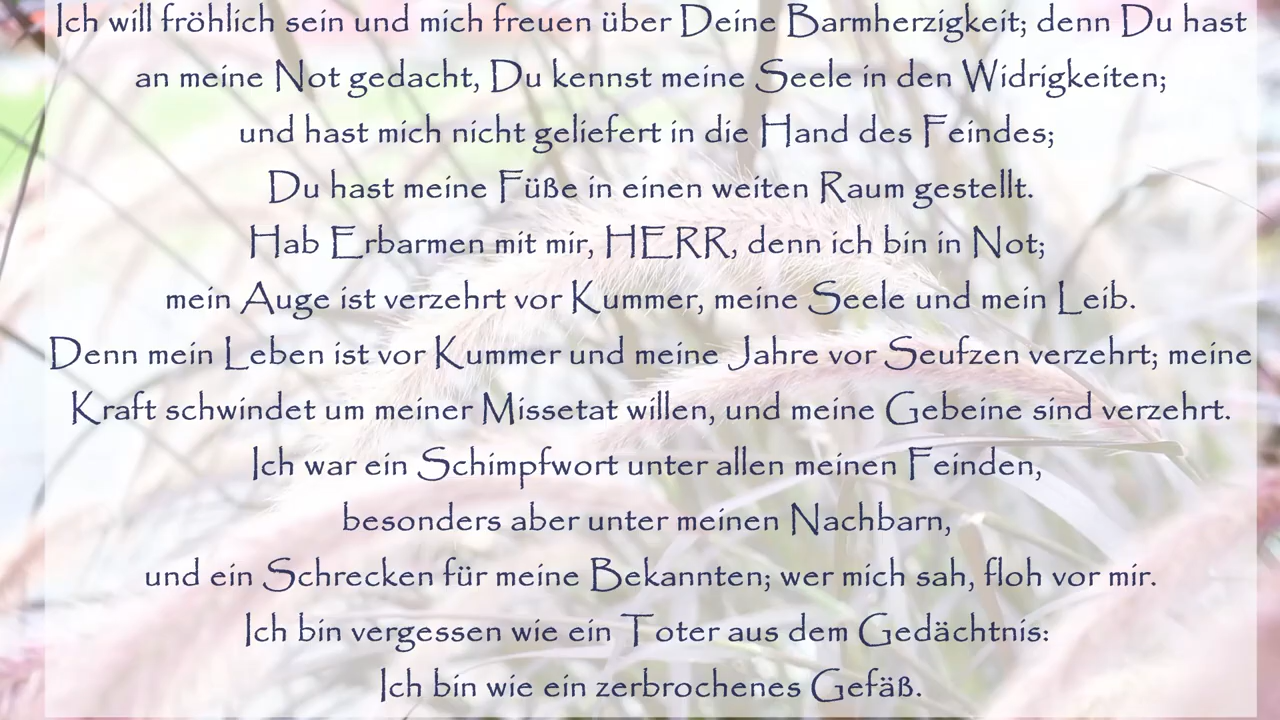 Ich will fröhlich sein und mich freuen über Deine Barmherzigkeit; denn Du hast
an meine Not gedacht, Du kennst meine Seele in den Widrigkeiten;
und hast mich nicht geliefert in die Hand des Feindes;
Du hast meine Füße in einen weiten Raum gestellt.
Hab Erbarmen mit mir, HERR, denn ich bin in Not;
mein Auge ist verzehrt vor Kummer, meine Seele und mein Leib.
Denn mein Leben ist vor Kummer und meine Jahre vor Seufzen verzehrt; meine
Kraft schwindet um meiner Missetat willen, und meine Gebeine sind verzehrt.
Ich war ein Schimpfwort unter allen meinen Feinden,
besonders aber unter meinen Nachbarn,
und ein Schrecken für meine Bekannten; wer mich sah, floh vor mir.
Ich bin vergessen wie ein Toter aus dem Gedächtnis:
Ich bin wie ein zerbrochenes Gefäß.